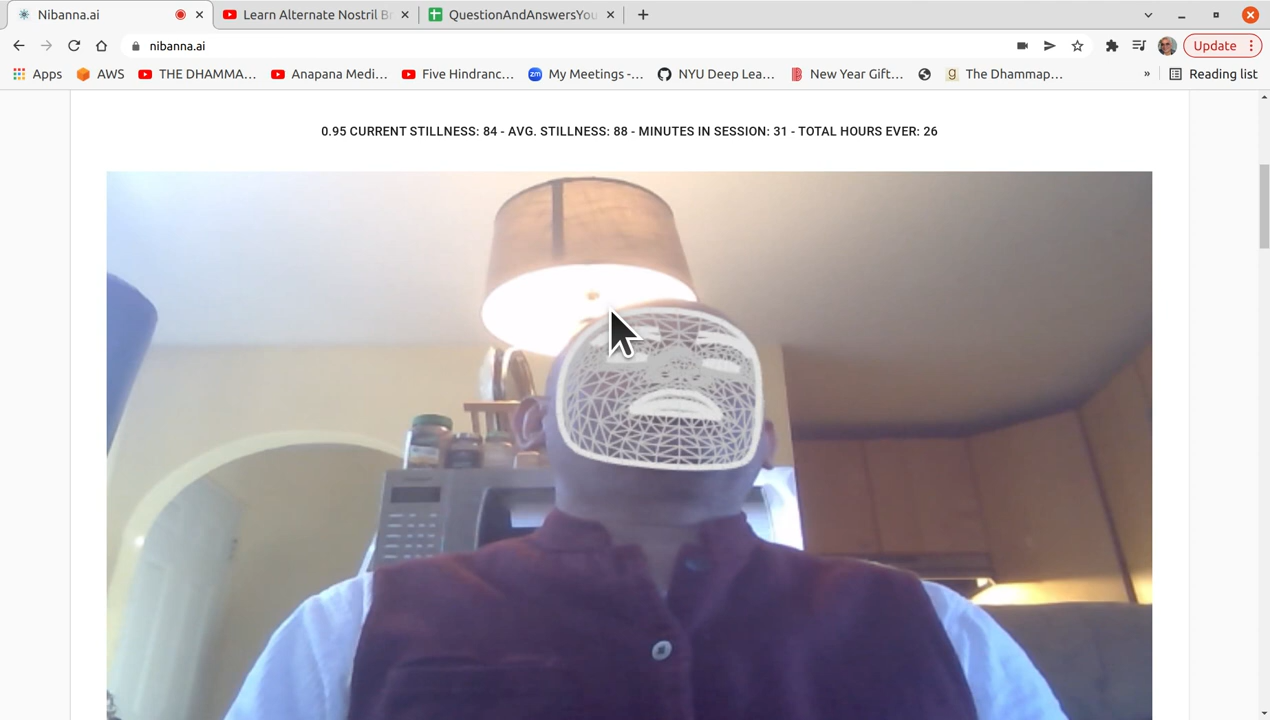 Nibanna.ai
Learn Alternate Nostril B
QuestionAndAnswersYou
nibanna.ai
Update
Apps
AWS
THE DHAMMA...
Anapana Medi...
Five Hindranc...
zm
My Meetings -...
NYU Deep Lea...
New Year Gift...
g
The Dhammap...
»
Reading list
0.95 CURRENT STILLNESS: 84 - AVG. STILLNESS: 88 - MINUTES IN SESSION: 31 - TOTAL HOURS EVER: 26